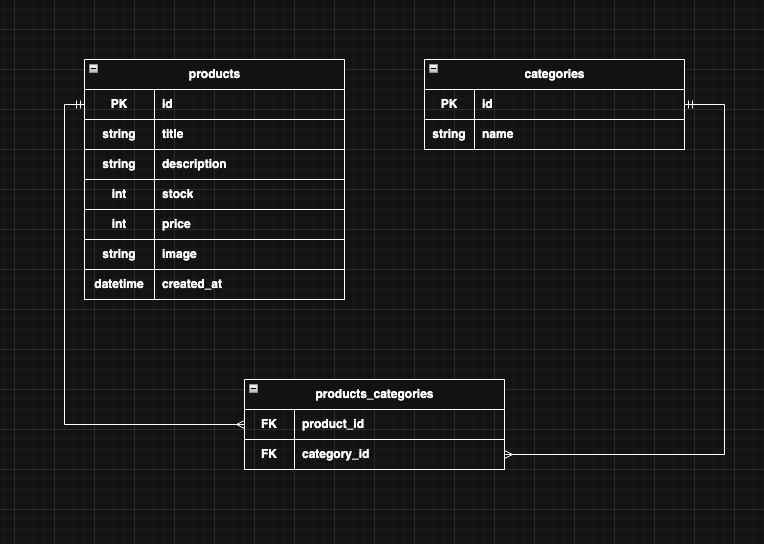 products
PK id
string title
string description
int stock
int price
string image
datetime created_at
categories
PK id
string name
products_categories
FK product_id
FK category_id